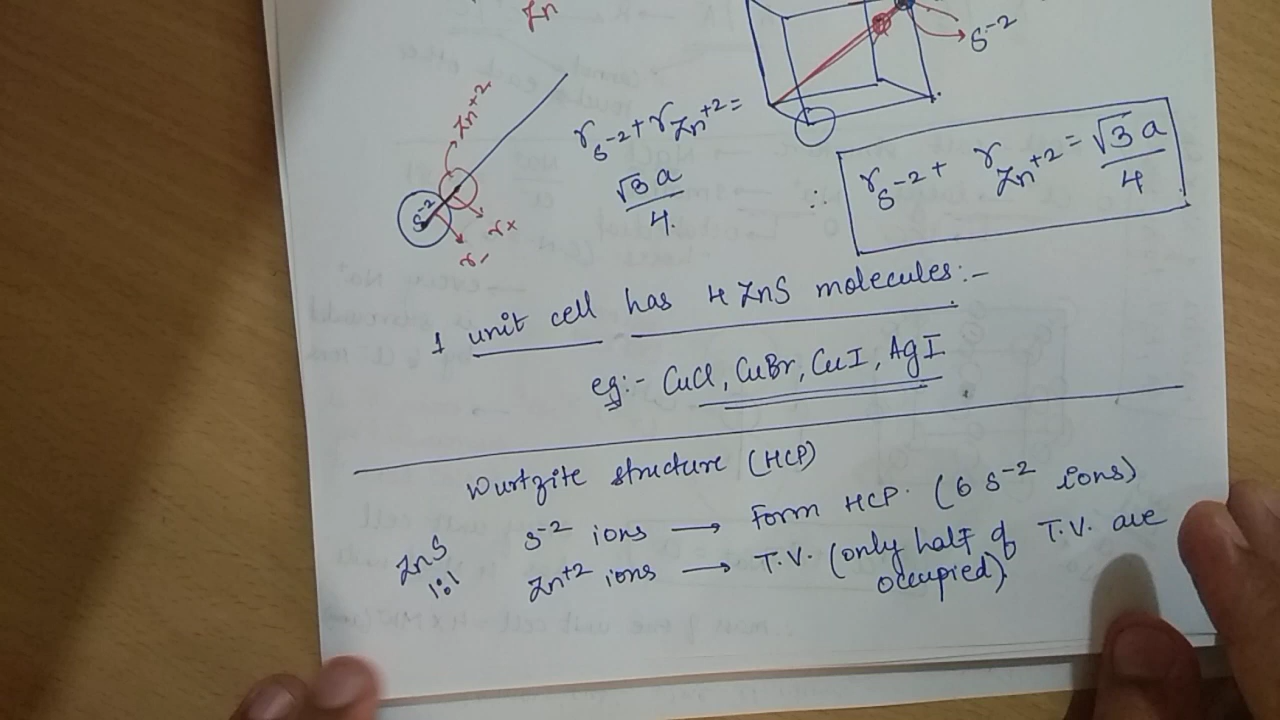 Zn
S⁻²
Zn⁺²
S⁻²
r₊
r₋
r_S⁻² + r_Zn⁺² =
√3 a
4.
∴ r_S⁻² + r_Zn⁺² = √3 a
4
1 unit cell has 4 ZnS molecules:-
eg:- CuCl, CuBr, CuI, AgI
Wurtzite structure (HCP)
ZnS
1:1
S⁻² ions → Form HCP. (6 S⁻² ions)
Zn⁺² ions → T.V. (only half of T.V. are
occupied)